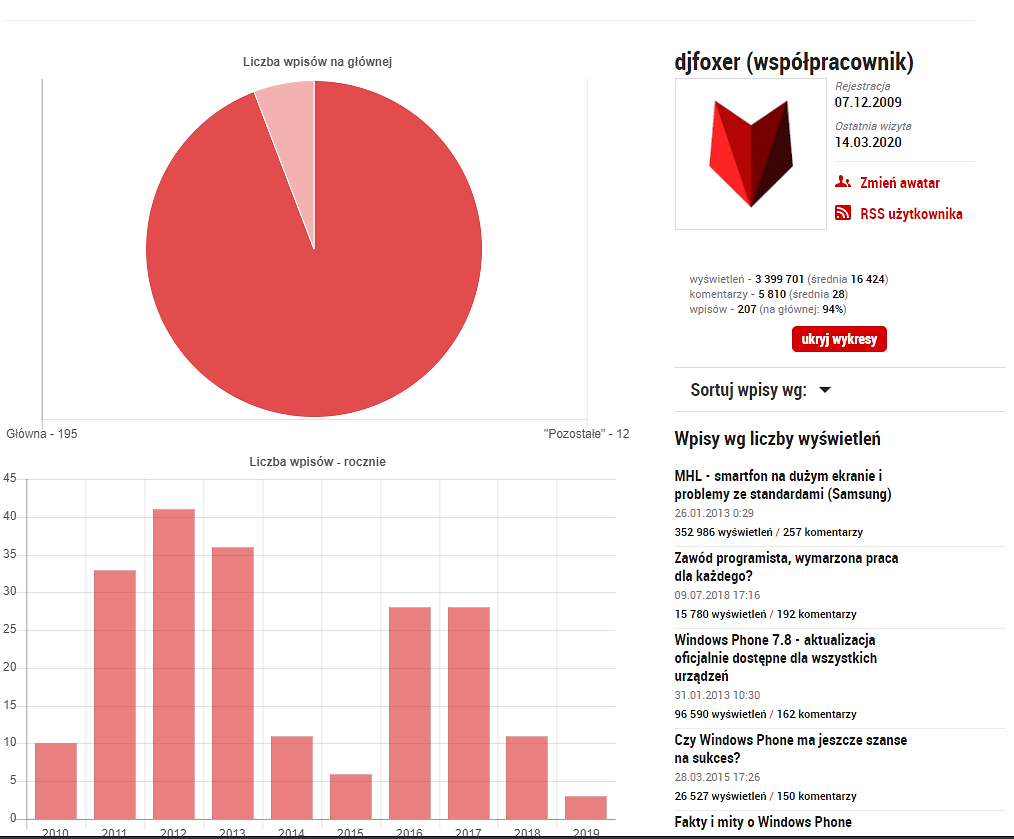 Liczba wpisów na głównej
Główna - 195
"Pozostałe" - 12
Liczba wpisów - rocznie
45
40
35
30
25
20
15
10
5
0
2010 2011 2012 2013 2014 2015 2016 2017 2018 2019
djfoxer (współpracownik)
Rejestracja
07.12.2009
Ostatnia wizyta
14.03.2020
Zmień awatar
RSS użytkownika
wyświetleń - 3 399 701 (średnia 16 424)
komentarzy - 5 810 (średnia 28)
wpisów - 207 (na głównej: 94%)
ukryj wykresy
Sortuj wpisy wg:
Wpisy wg liczby wyświetleń
MHL - smartfon na dużym ekranie i
problemy ze standardami (Samsung)
26.01.2013 0:29
352 986 wyświetleń / 257 komentarzy
Zawód programista, wymarzona praca
dla każdego?
09.07.2018 17:16
15 780 wyświetleń / 192 komentarzy
Windows Phone 7.8 - aktualizacja
oficjalnie dostępne dla wszystkich
urządzeń
31.01.2013 10:30
96 590 wyświetleń / 162 komentarzy
Czy Windows Phone ma jeszcze szanse
na sukces?
28.03.2015 17:26
26 527 wyświetleń / 150 komentarzy
Fakty i mity o Windows Phone